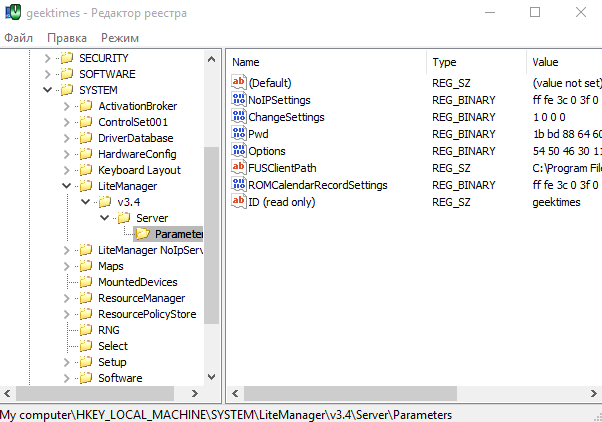 geektimes - Редактор реестра
Файл Правка Режим
SECURITY
SOFTWARE
SYSTEM
ActivationBroker
ControlSet001
DriverDatabase
HardwareConfig
Keyboard Layout
LiteManager
v3.4
Server
Parameter
LiteManager NoIpServ
Maps
MountedDevices
ResourceManager
ResourcePolicyStore
RNG
Select
Setup
Software
Name Type Value
(Default) REG_SZ (value not set)
NoIPSettings REG_BINARY ff fe 3c 0 3f 0
ChangeSettings REG_BINARY 1 0 0 0
Pwd REG_BINARY 1b bd 88 64 60
Options REG_BINARY 54 50 46 30 11
FUSClientPath REG_SZ C:\Program File
ROMCalendarRecordSettings REG_BINARY ff fe 3c 0 3f 0
ID (read only) REG_SZ geektimes
My computer\HKEY_LOCAL_MACHINE\SYSTEM\LiteManager\v3.4\Server\Parameters